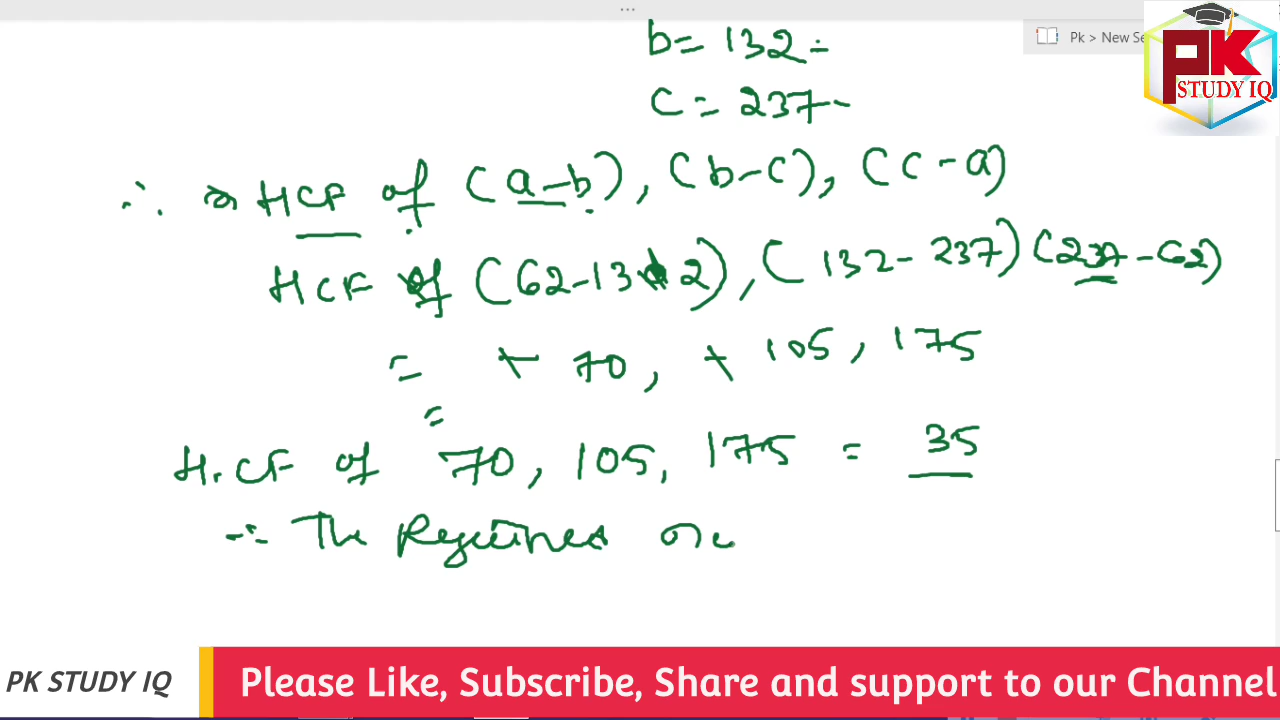 b = 132 -
Pk > New Se
PK
STUDY IQ
c = 237 -
∴ HCF of (a-b), (b-c), (c-a)
HCF of (62-132), (132-237) (237-62)
= + 70, + 105, 175
=
H.CF of 70, 105, 175 = 35
∴ The Required
PK STUDY IQ
Please Like, Subscribe, Share and support to our Channel